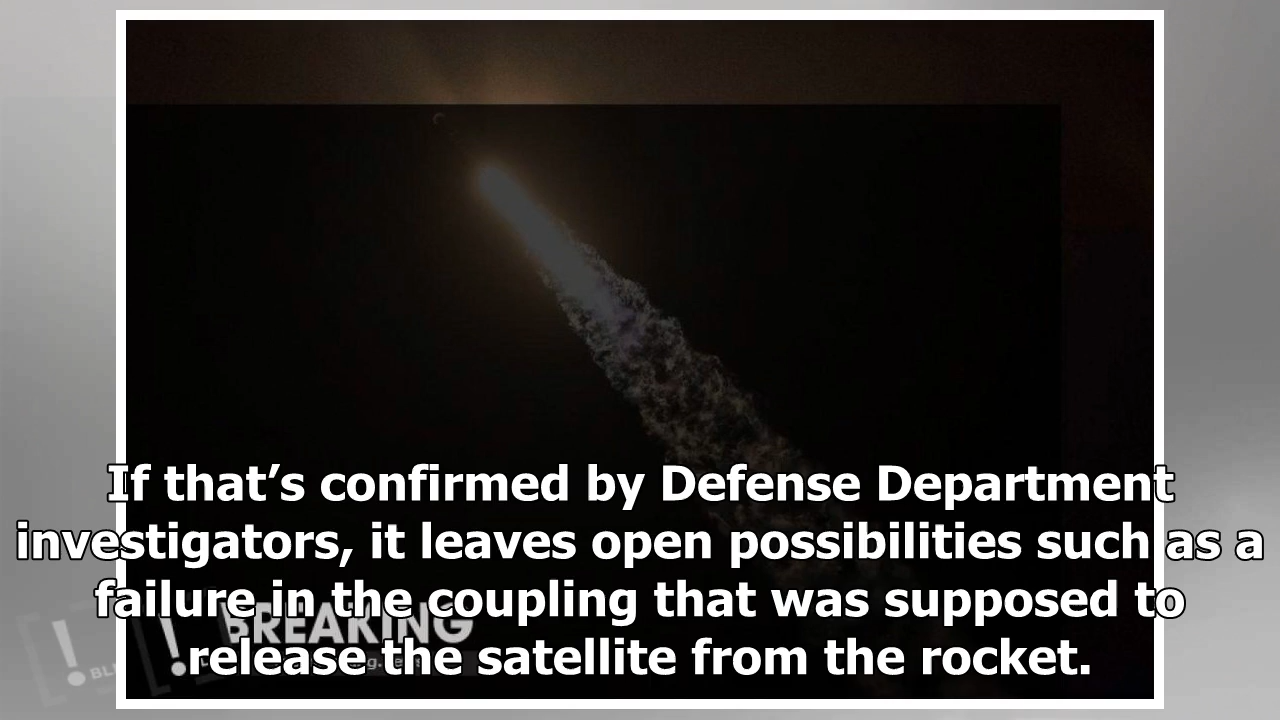 If that’s confirmed by Defense Department
investigators, it leaves open possibilities such as a
failure in the coupling that was supposed to
BREAKING
release the satellite from the rocket.